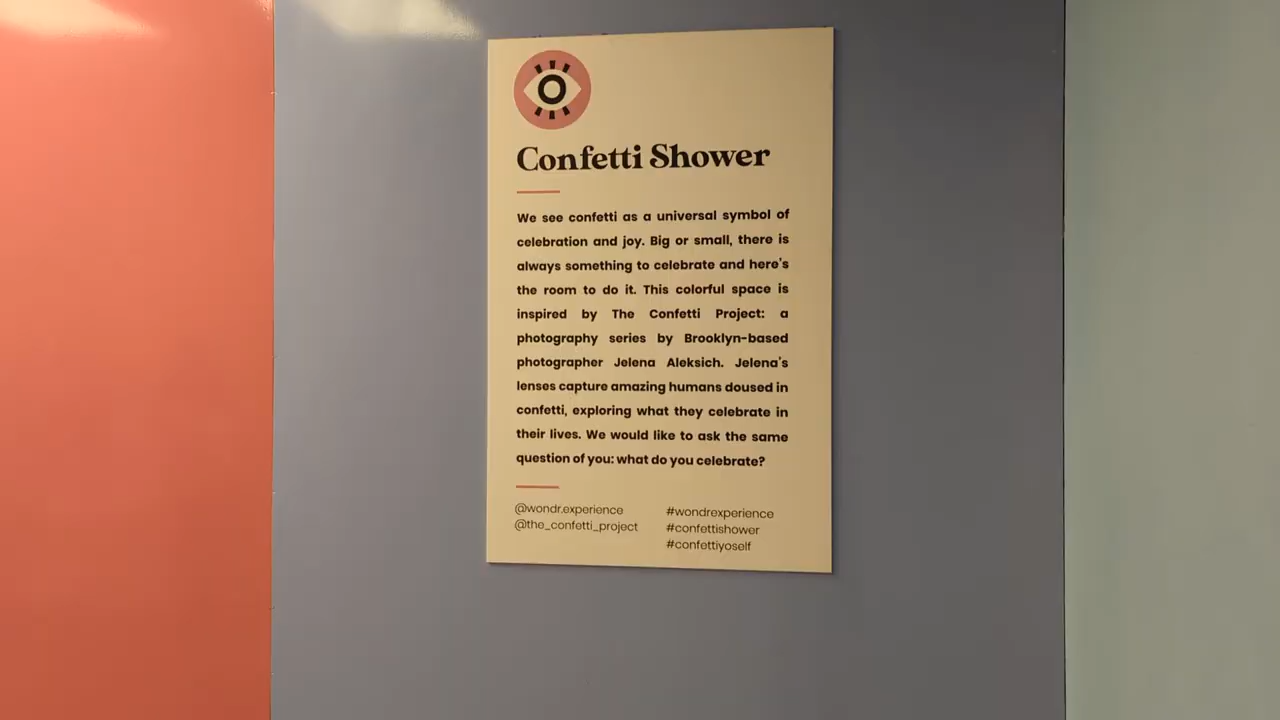 Confetti Shower
We see confetti as a universal symbol of
celebration and joy. Big or small, there is
always something to celebrate and here's
the room to do it. This colorful space is
inspired by The Confetti Project: a
photography series by Brooklyn-based
photographer Jelena Aleksich. Jelena's
lenses capture amazing humans doused in
confetti, exploring what they celebrate in
their lives. We would like to ask the same
question of you: what do you celebrate?
@wondr.experience
@the_confetti_project
#wondrexperience
#confettishower
#confettiyoself